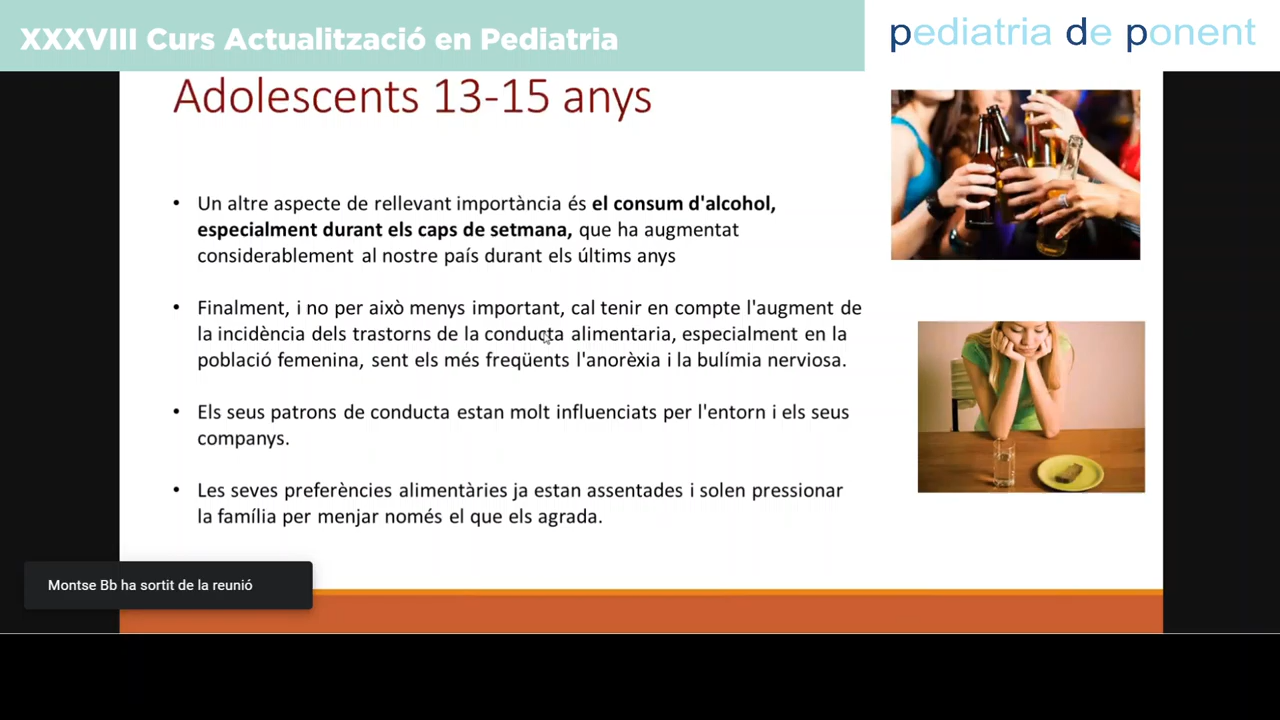 XXXVIII Curs Actualització en Pediatria
pediatria de ponent
Adolescents 13-15 anys
• Un altre aspecte de rellevant importància és el consum d'alcohol,
especialment durant els caps de setmana, que ha augmentat
considerablement al nostre país durant els últims anys
• Finalment, i no per això menys important, cal tenir en compte l'augment de
la incidència dels trastorns de la conducta alimentaria, especialment en la
població femenina, sent els més freqüents l'anorèxia i la bulímia nerviosa.
• Els seus patrons de conducta estan molt influenciats per l'entorn i els seus
companys.
• Les seves preferències alimentàries ja estan assentades i solen pressionar
la família per menjar només el que els agrada.
Montse Bb ha sortit de la reunió